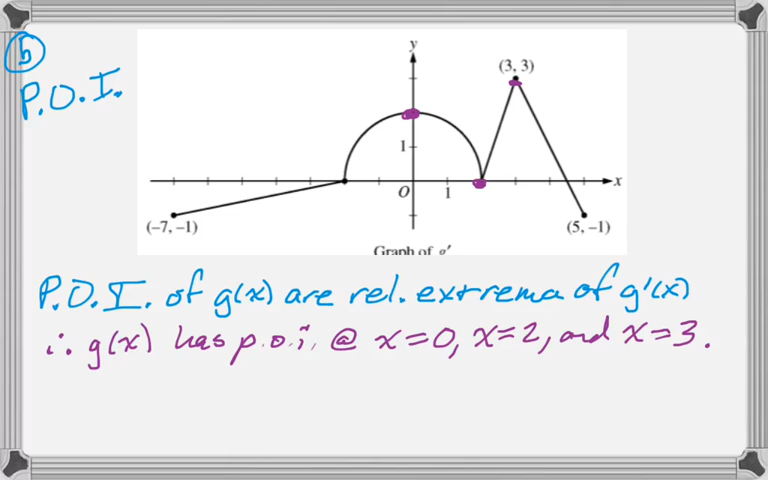 b
P.O.I.
y
(3, 3)
1
O
1
x
(−7, −1)
(5, −1)
Graph of g′
P.O.I. of g(x) are rel. extrema of g'(x)
∴ g(x) has p.o.i. @ x=0, x=2, and x=3.